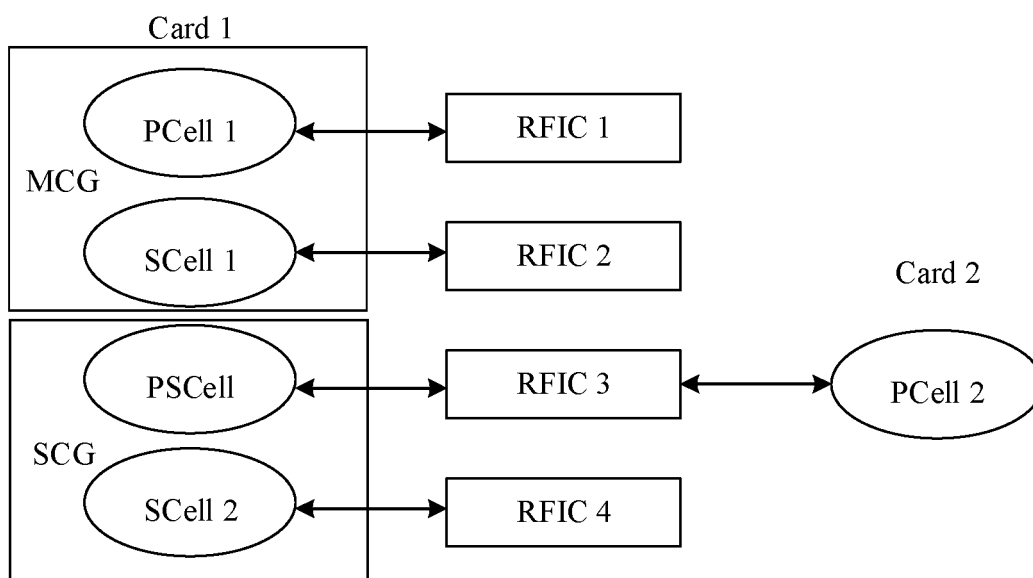 Card 1
PCell 1
RFIC 1
MCG
SCell 1
RFIC 2
Card 2
PSCell
RFIC 3
PCell 2
SCG
SCell 2
RFIC 4